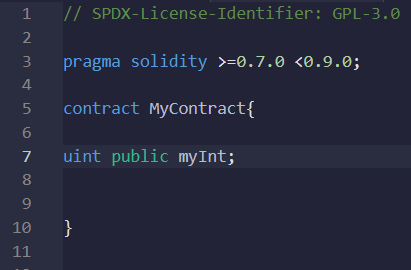 1 // SPDX-License-Identifier: GPL-3.0
2
3 pragma solidity >=0.7.0 <0.9.0;
4
5 contract MyContract{
6
7 uint public myInt;
8
9
10 }
11